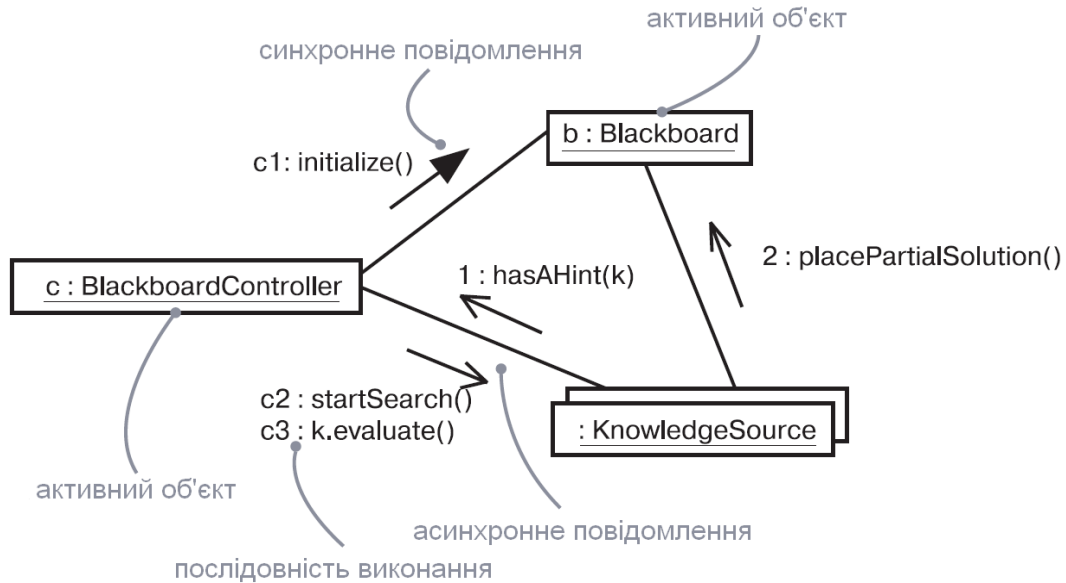 активний об'єкт
синхронне повідомлення
b : Blackboard
c1: initialize()
2 : placePartialSolution()
1 : hasAHint(k)
c : BlackboardController
c2 : startSearch()
c3 : k.evaluate()
: KnowledgeSource
активний об'єкт
асинхронне повідомлення
послідовність виконання